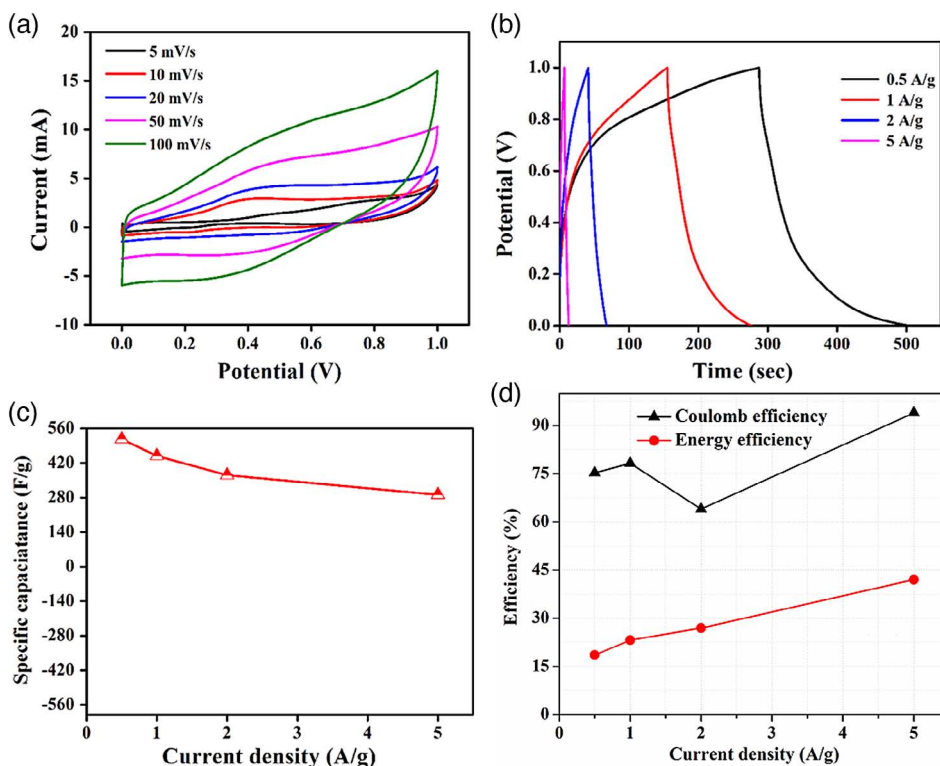 (a)
20
15
10
5
0
-5
-10
Current (mA)
5 mV/s
10 mV/s
20 mV/s
50 mV/s
100 mV/s
0.0 0.2 0.4 0.6 0.8 1.0
Potential (V)
(b)
1.0
0.8
0.6
0.4
0.2
0.0
Potential (V)
0.5 A/g
1 A/g
2 A/g
5 A/g
0 100 200 300 400 500
Time (sec)
(c)
560
420
280
140
0
-140
-280
-420
-560
Specific capaciatance (F/g)
0 1 2 3 4 5
Current density (A/g)
(d)
90
75
60
45
30
15
0
Efficiency (%)
Coulomb efficiency
Energy efficiency
0 1 2 3 4 5
Current density (A/g)